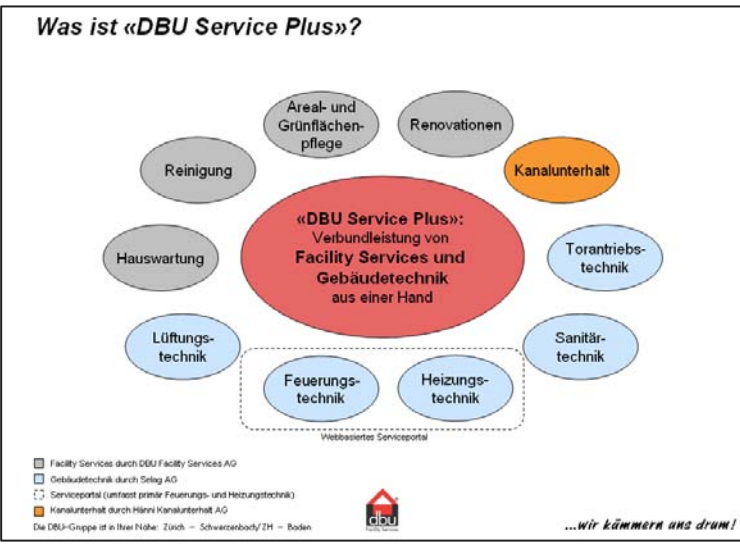 Was ist «DBU Service Plus»?
Areal- und
Grünflächen-
pflege
Renovationen
Reinigung
Kanalunterhalt
«DBU Service Plus»:
Verbundleistung von
Facility Services und
Gebäudetechnik
aus einer Hand
Hauswartung
Torantriebs-
technik
Lüftungs-
technik
Sanitär-
technik
Feuerungs-
technik
Heizungs-
technik
Webbasiertes Serviceportal
Facility Services durch DBU Facility Services AG
Gebäudetechnik durch Selag AG
Serviceportal (umfasst primär Feuerungs- und Heizungstechnik)
Kanalunterhalt durch Hänni Kanalunterhalt AG
Die DBU-Gruppe ist in Ihrer Nähe: Zürich – Schwerzenbach/ZH – Baden
dbu
Facility Services
...wir kümmern uns drum!